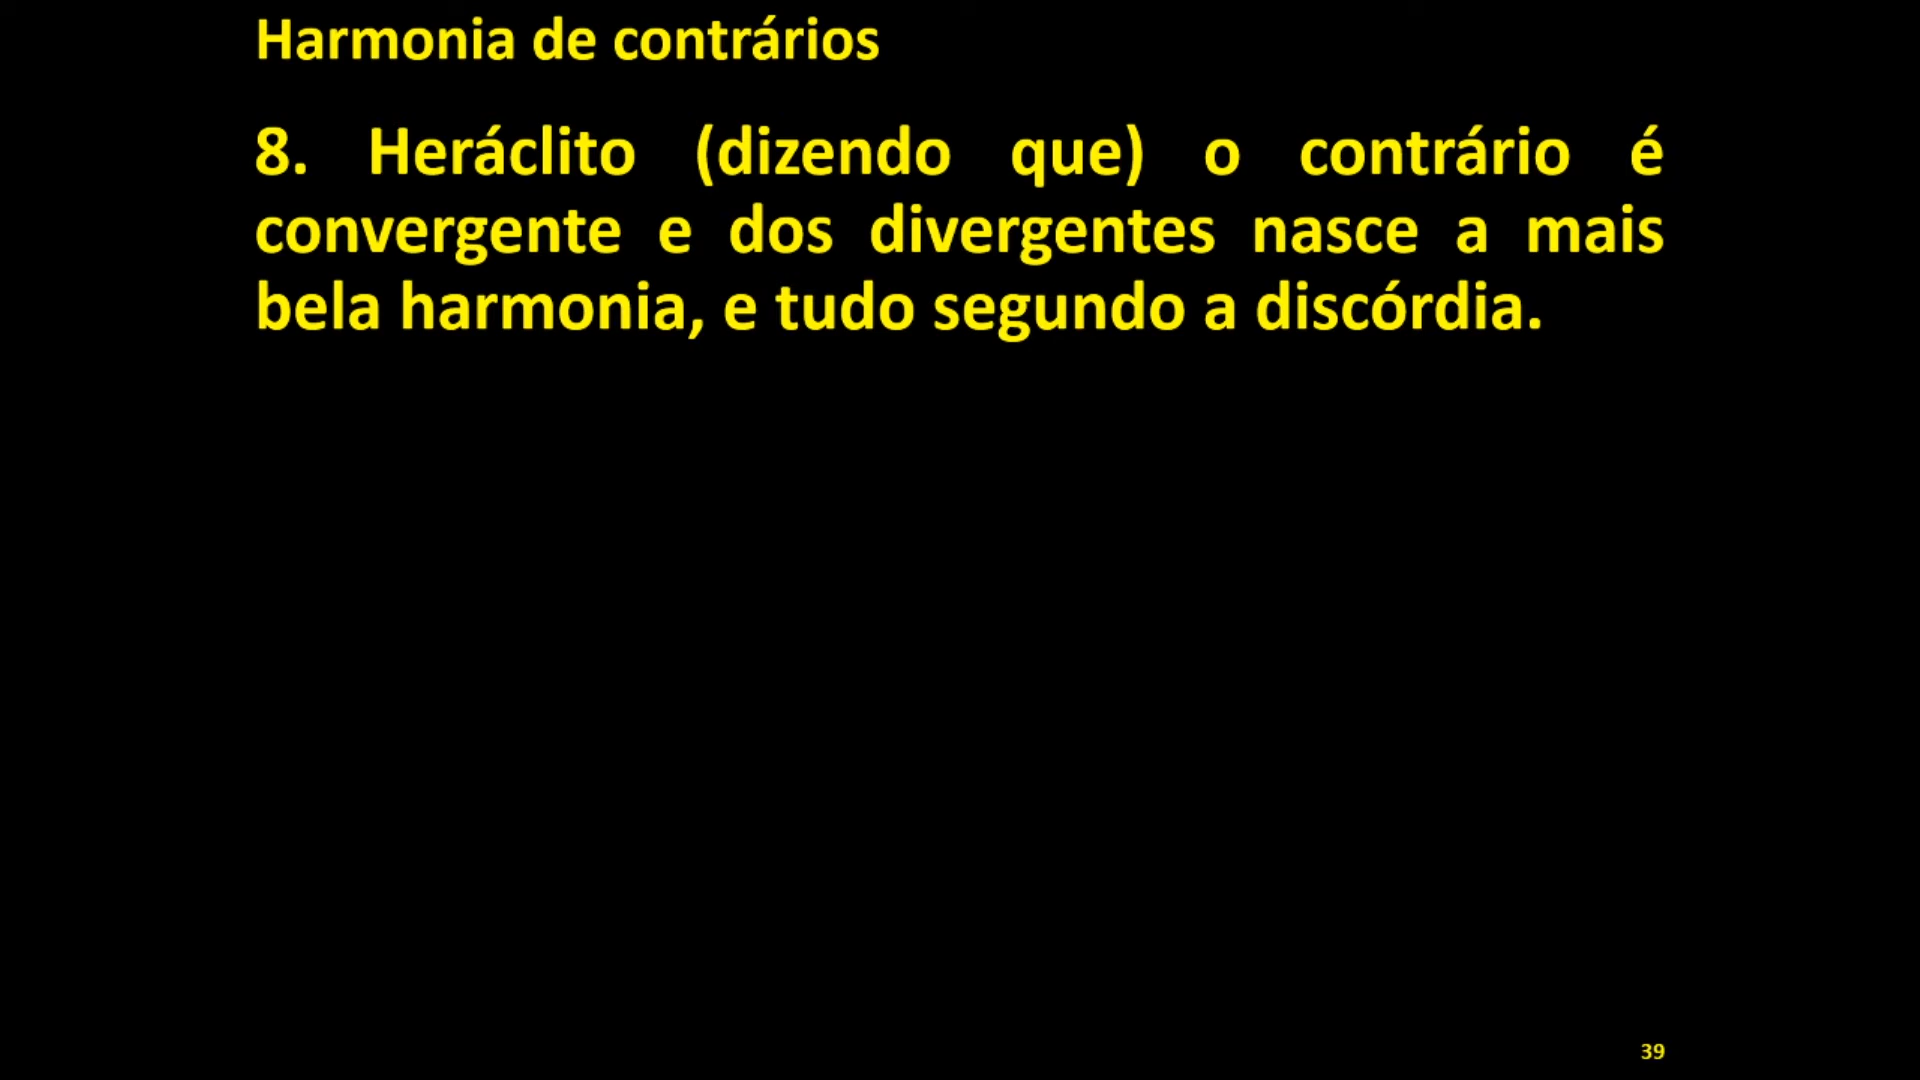 Harmonia de contrários
8. Heráclito (dizendo que) o contrário é
convergente e dos divergentes nasce a mais
bela harmonia, e tudo segundo a discórdia.
39